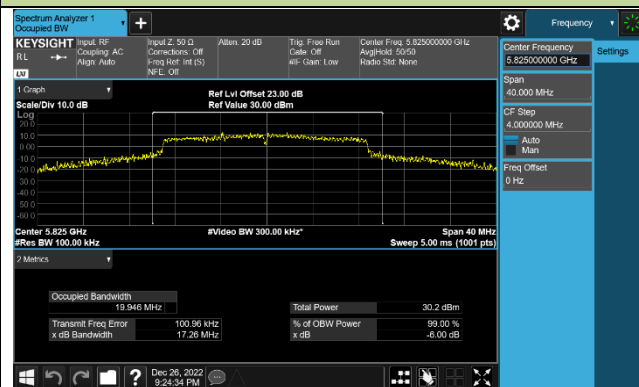 Spectrum Analyzer 1
Occupied BW
+
Frequency
KEYSIGHT
RL
LXI
Input: RF
Coupling: AC
Align: Auto
Input Z: 50 Ω
Corrections: Off
Freq Ref: Int (S)
NFE: Off
Atten: 20 dB
Trig: Free Run
Gate: Off
#IF Gain: Low
Center Freq: 5.825000000 GHz
Avg|Hold: 50/50
Radio Std: None
Center Frequency
5.825000000 GHz
Settings
Span
40.000 MHz
CF Step
4.000000 MHz
Auto
Man
Freq Offset
0 Hz
1 Graph
Scale/Div 10.0 dB
Ref Lvl Offset 23.00 dB
Ref Value 30.00 dBm
Log
20.0
10.0
0.00
-10.0
-20.0
-30.0
-40.0
-50.0
-60.0
Center 5.825 GHz
#Video BW 300.00 kHz*
Span 40 MHz
#Res BW 100.00 kHz
Sweep 5.00 ms (1001 pts)
2 Metrics
Occupied Bandwidth
19.946 MHz
Total Power 30.2 dBm
Transmit Freq Error 100.96 kHz
% of OBW Power 99.00 %
x dB Bandwidth 17.26 MHz
x dB -6.00 dB
?
Dec 26, 2022
9:24:34 PM